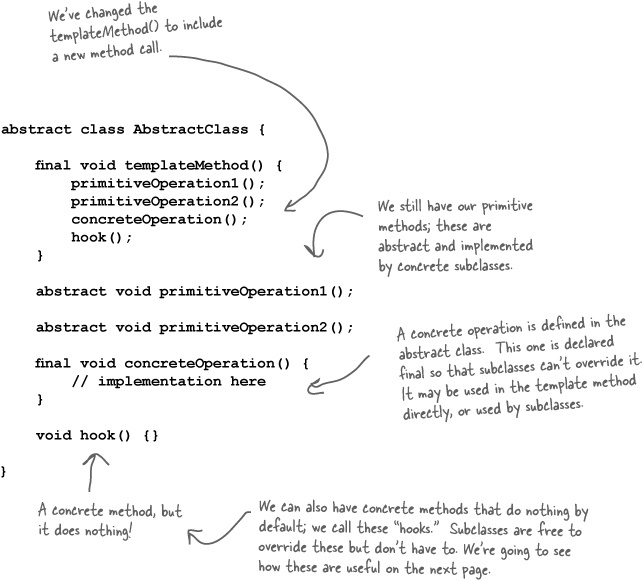 We've changed the
templateMethod() to include
a new method call.
abstract class AbstractClass {
final void templateMethod() {
primitiveOperation1();
primitiveOperation2();
concreteOperation();
hook();
}
We still have our primitive
methods; these are
abstract and implemented
by concrete subclasses.
abstract void primitiveOperation1();
abstract void primitiveOperation2();
final void concreteOperation() {
// implementation here
}
A concrete operation is defined in the
abstract class. This one is declared
final so that subclasses can't override it.
It may be used in the template method
directly, or used by subclasses.
void hook() {}
}
A concrete method, but
it does nothing!
We can also have concrete methods that do nothing by
default; we call these “hooks.” Subclasses are free to
override these but don't have to. We're going to see
how these are useful on the next page.